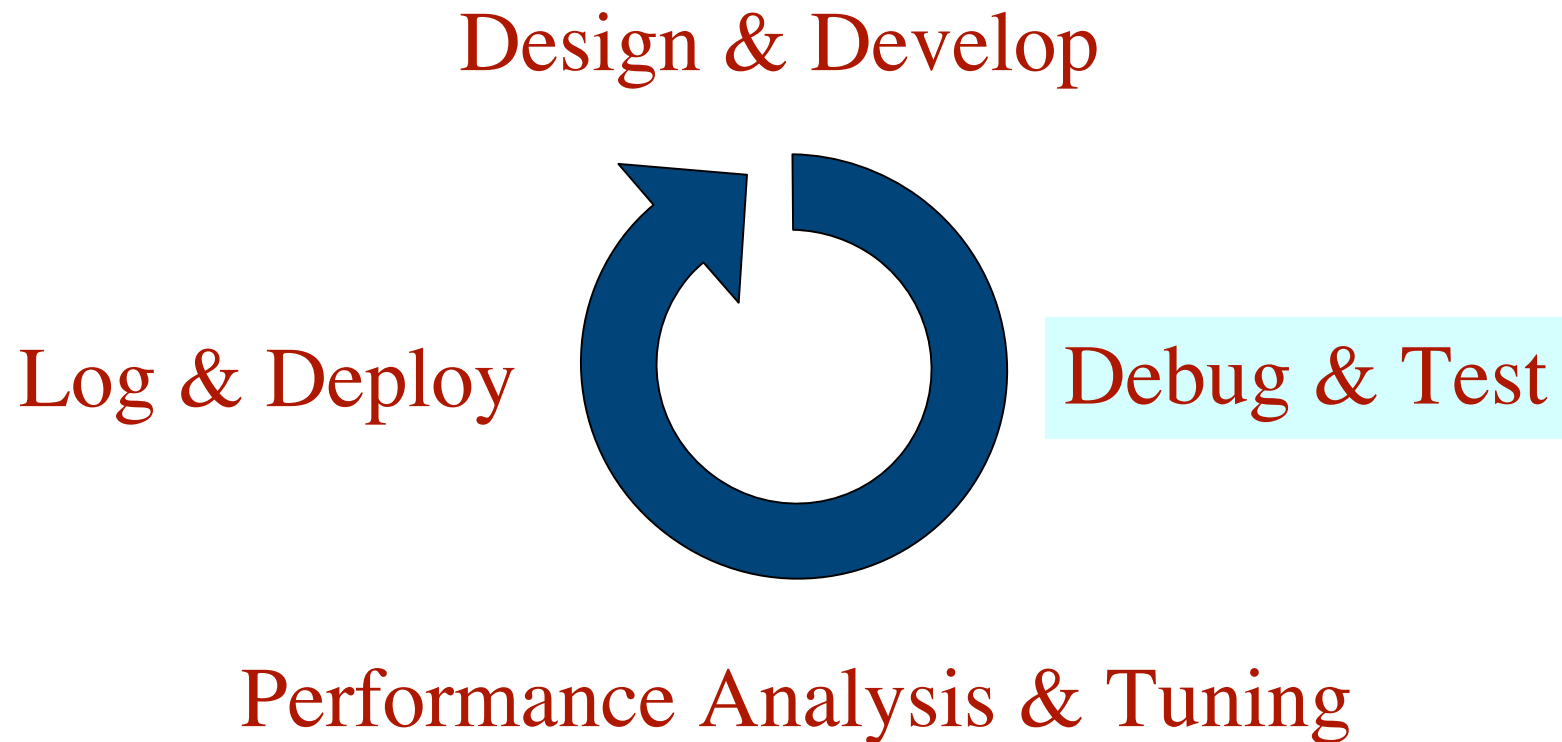 Design & Develop
Log & Deploy
Debug & Test
Performance Analysis & Tuning